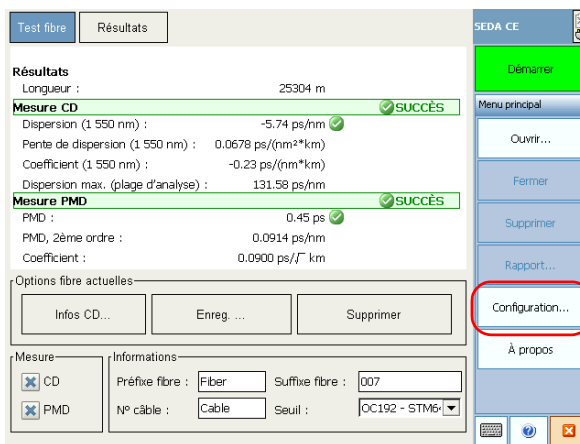 Test fibre
Résultats
SEDA CE
Démarrer
Menu principal
Ouvrir...
Fermer
Supprimer
Rapport...
Configuration...
À propos
Résultats
Longueur : 25304 m
Mesure CD SUCCÈS
Dispersion (1 550 nm) : -5.74 ps/nm
Pente de dispersion (1 550 nm) : 0.0678 ps/(nm²*km)
Coefficient (1 550 nm) : -0.23 ps/(nm*km)
Dispersion max. (plage d'analyse) : 131.58 ps/nm
Mesure PMD SUCCÈS
PMD : 0.45 ps
PMD, 2ème ordre : 0.0914 ps/nm
Coefficient : 0.0900 ps/√ km
Options fibre actuelles
Infos CD... Enreg. ... Supprimer
Mesure
CD
PMD
Informations
Préfixe fibre : Fiber Suffixe fibre : 007
N° câble : Cable Seuil : OC192 - STM6